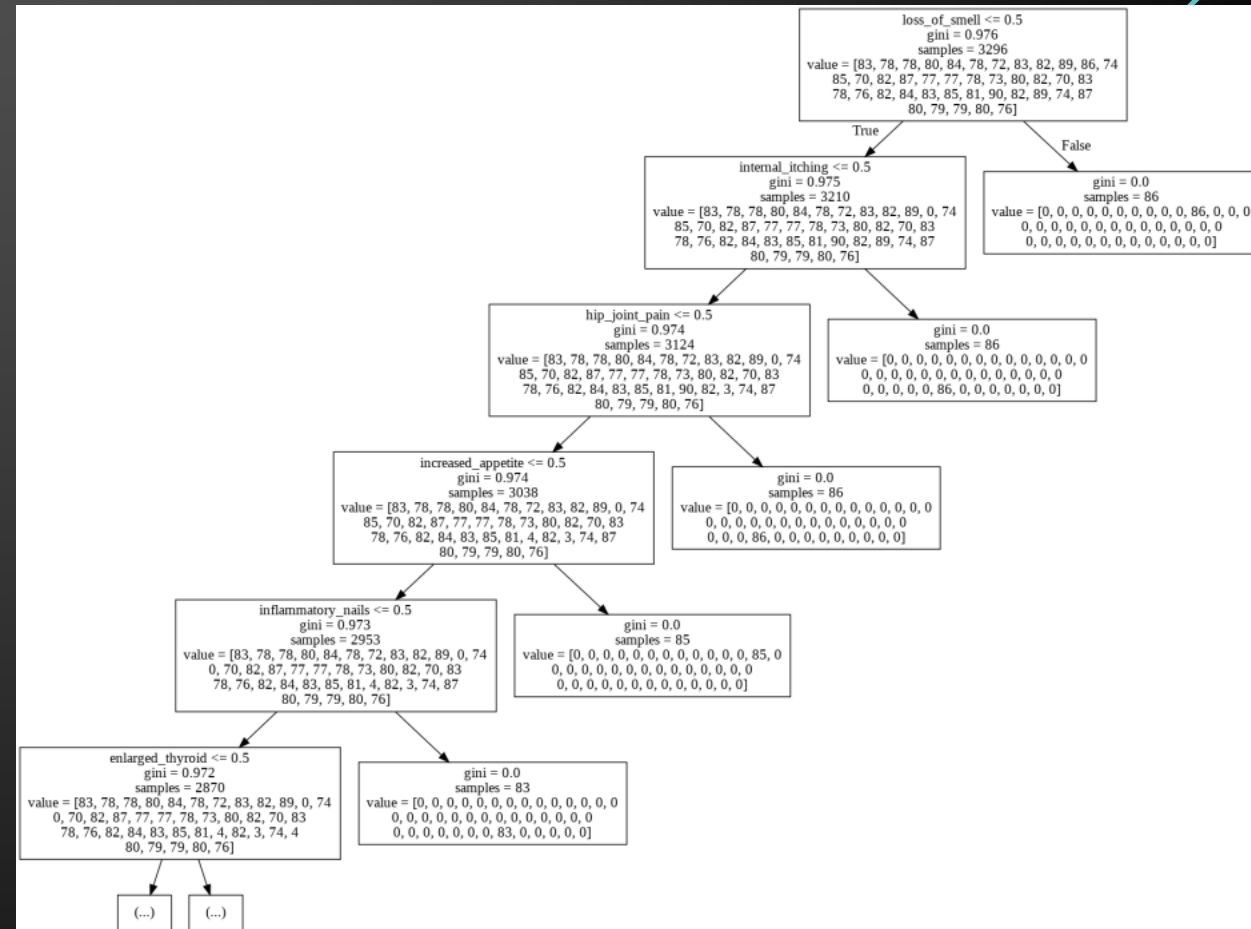 loss_of_smell <= 0.5
gini = 0.976
samples = 3296
value = [83, 78, 78, 80, 84, 78, 72, 83, 82, 89, 86, 74
85, 70, 82, 87, 77, 77, 78, 73, 80, 82, 70, 83
78, 76, 82, 84, 83, 85, 81, 90, 82, 89, 74, 87
80, 79, 79, 80, 76]
True
False
internal_itching <= 0.5
gini = 0.975
samples = 3210
value = [83, 78, 78, 80, 84, 78, 72, 83, 82, 89, 0, 74
85, 70, 82, 87, 77, 77, 78, 73, 80, 82, 70, 83
78, 76, 82, 84, 83, 85, 81, 90, 82, 89, 74, 87
80, 79, 79, 80, 76]
gini = 0.0
samples = 86
value = [0, 0, 0, 0, 0, 0, 0, 0, 0, 0, 86, 0, 0, 0
0, 0, 0, 0, 0, 0, 0, 0, 0, 0, 0, 0, 0, 0
0, 0, 0, 0, 0, 0, 0, 0, 0, 0, 0, 0, 0]
hip_joint_pain <= 0.5
gini = 0.974
samples = 3124
value = [83, 78, 78, 80, 84, 78, 72, 83, 82, 89, 0, 74
85, 70, 82, 87, 77, 77, 78, 73, 80, 82, 70, 83
78, 76, 82, 84, 83, 85, 81, 90, 82, 3, 74, 87
80, 79, 79, 80, 76]
gini = 0.0
samples = 86
value = [0, 0, 0, 0, 0, 0, 0, 0, 0, 0, 0, 0, 0, 0
0, 0, 0, 0, 0, 0, 0, 0, 0, 0, 0, 0, 0, 0
0, 0, 0, 0, 0, 86, 0, 0, 0, 0, 0, 0, 0]
increased_appetite <= 0.5
gini = 0.974
samples = 3038
value = [83, 78, 78, 80, 84, 78, 72, 83, 82, 89, 0, 74
85, 70, 82, 87, 77, 77, 78, 73, 80, 82, 70, 83
78, 76, 82, 84, 83, 85, 81, 4, 82, 3, 74, 87
80, 79, 79, 80, 76]
gini = 0.0
samples = 86
value = [0, 0, 0, 0, 0, 0, 0, 0, 0, 0, 0, 0, 0, 0
0, 0, 0, 0, 0, 0, 0, 0, 0, 0, 0, 0, 0, 0
0, 0, 0, 86, 0, 0, 0, 0, 0, 0, 0, 0, 0]
inflammatory_nails <= 0.5
gini = 0.973
samples = 2953
value = [83, 78, 78, 80, 84, 78, 72, 83, 82, 89, 0, 74
0, 70, 82, 87, 77, 77, 78, 73, 80, 82, 70, 83
78, 76, 82, 84, 83, 85, 81, 4, 82, 3, 74, 87
80, 79, 79, 80, 76]
gini = 0.0
samples = 85
value = [0, 0, 0, 0, 0, 0, 0, 0, 0, 0, 0, 0, 85, 0
0, 0, 0, 0, 0, 0, 0, 0, 0, 0, 0, 0, 0, 0
0, 0, 0, 0, 0, 0, 0, 0, 0, 0, 0, 0, 0]
enlarged_thyroid <= 0.5
gini = 0.972
samples = 2870
value = [83, 78, 78, 80, 84, 78, 72, 83, 82, 89, 0, 74
0, 70, 82, 87, 77, 77, 78, 73, 80, 82, 70, 83
78, 76, 82, 84, 83, 85, 81, 4, 82, 3, 74, 4
80, 79, 79, 80, 76]
gini = 0.0
samples = 83
value = [0, 0, 0, 0, 0, 0, 0, 0, 0, 0, 0, 0, 0, 0
0, 0, 0, 0, 0, 0, 0, 0, 0, 0, 0, 0, 0, 0
0, 0, 0, 0, 0, 0, 0, 83, 0, 0, 0, 0, 0]
(...)
(...)